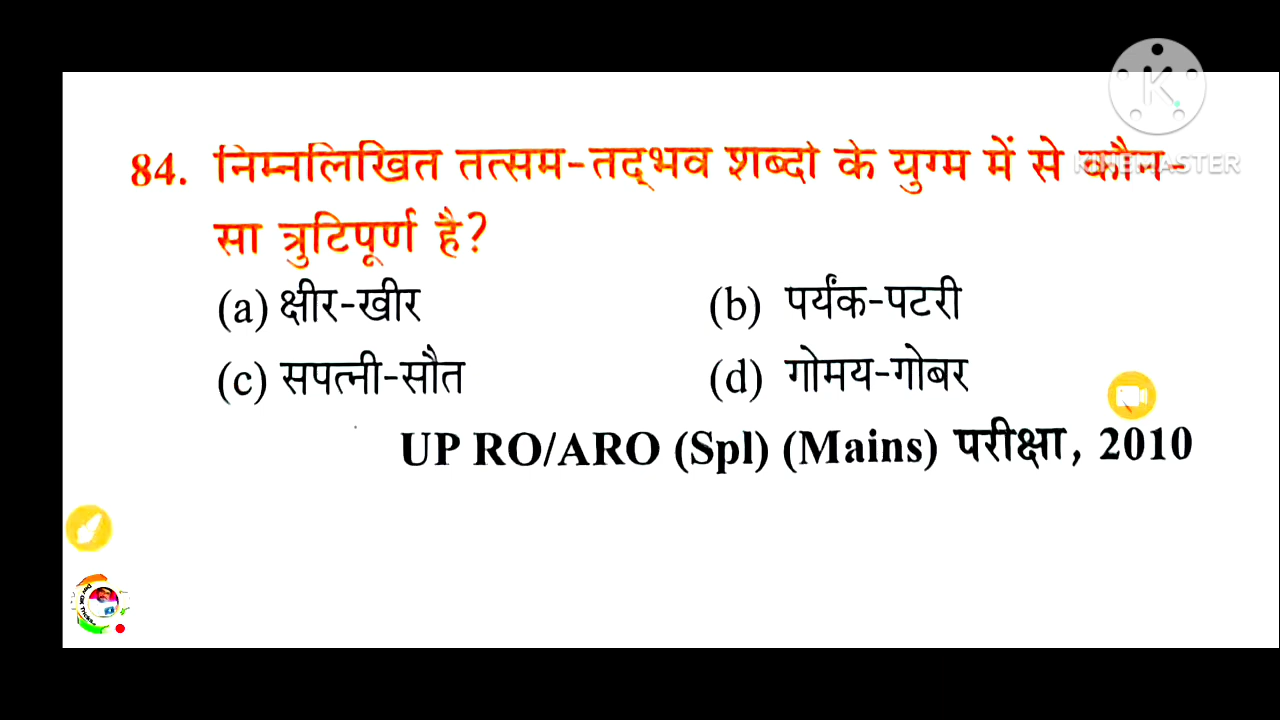 84. निम्नलिखित तत्सम-तद्भव शब्दों के युग्म में से कौन-
सा त्रुटिपूर्ण है?
(a) क्षीर-खीर (b) पर्यंक-पटरी
(c) सपत्नी-सौत (d) गोमय-गोबर
UP RO/ARO (Spl) (Mains) परीक्षा, 2010
KINEMASTER